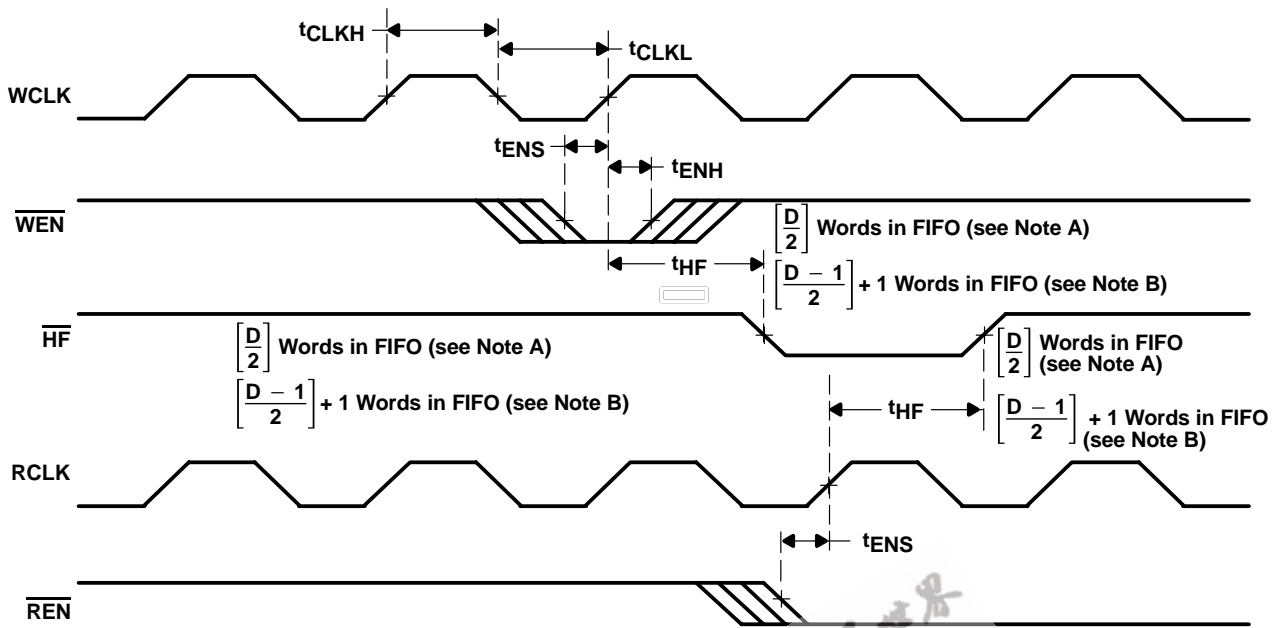 tCLKH
tCLKL
WCLK
tENS
tENH
WEN
[D/2] Words in FIFO (see Note A)
tHF
[D − 1/2] + 1 Words in FIFO (see Note B)
HF
[D/2] Words in FIFO (see Note A)
[D − 1/2] + 1 Words in FIFO (see Note B)
[D/2] Words in FIFO
(see Note A)
tHF
[D − 1/2] + 1 Words in FIFO
(see Note B)
RCLK
tENS
REN